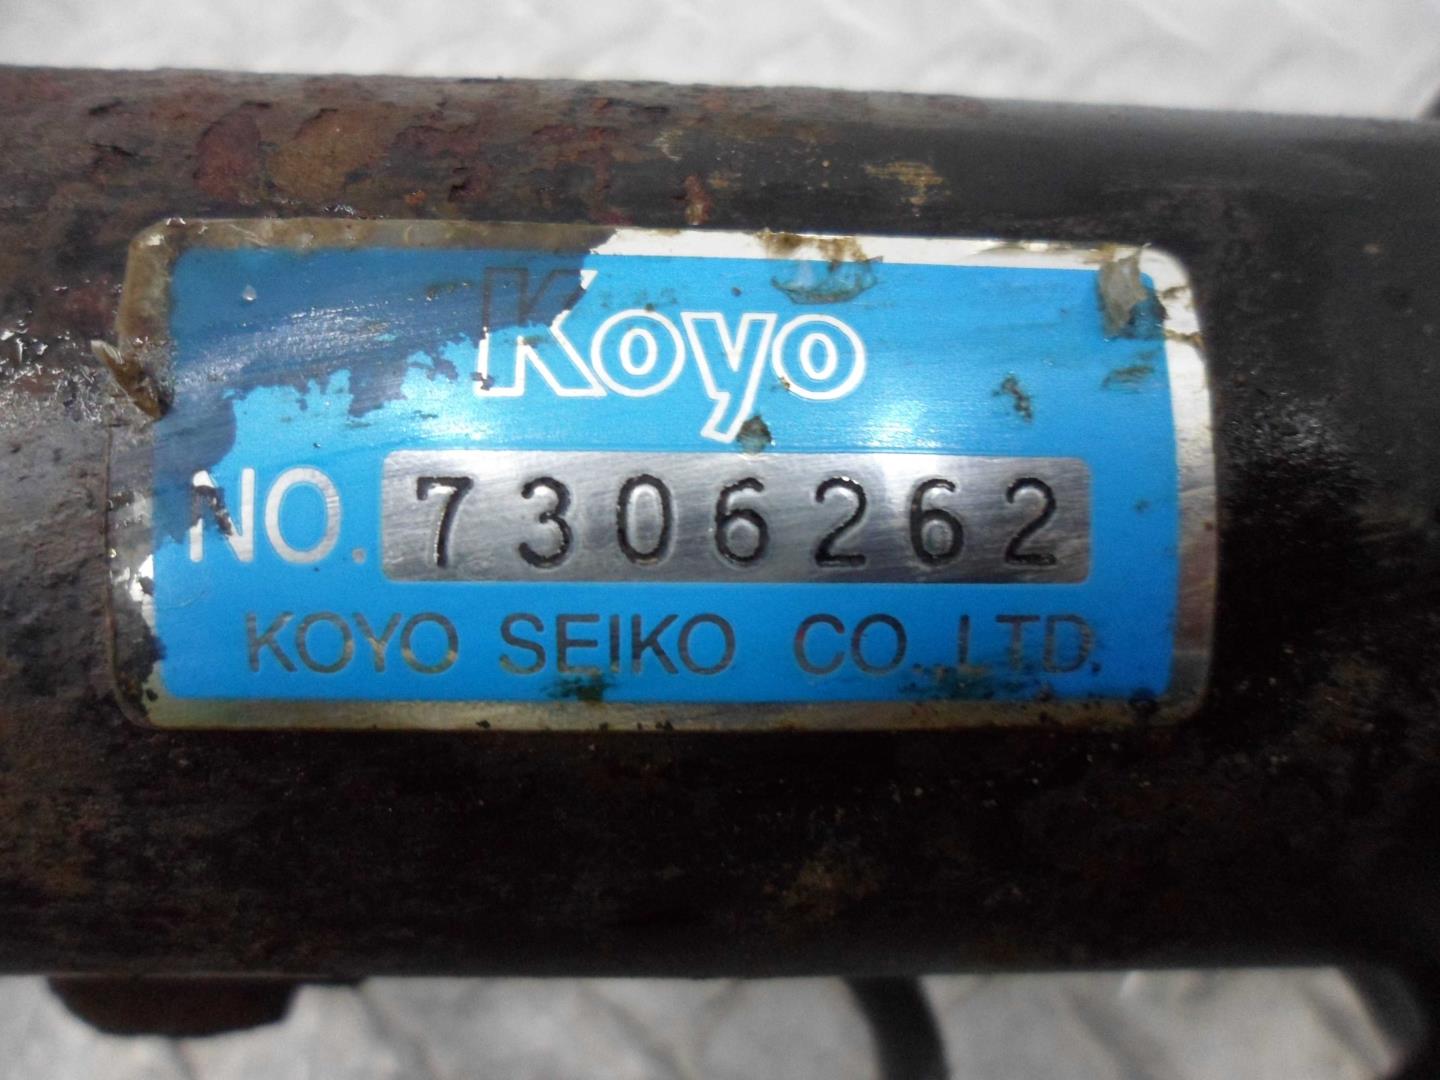 Koyo
NO. 7306262
KOYO SEIKO CO., LTD.